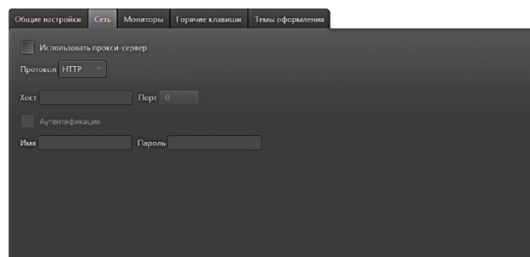 Общие настройки Сеть Мониторы Горячие клавиши Темы оформления
Использовать прокси-сервер
Протокол HTTP
Хост Порт 0
Аутентификация
Имя Пароль